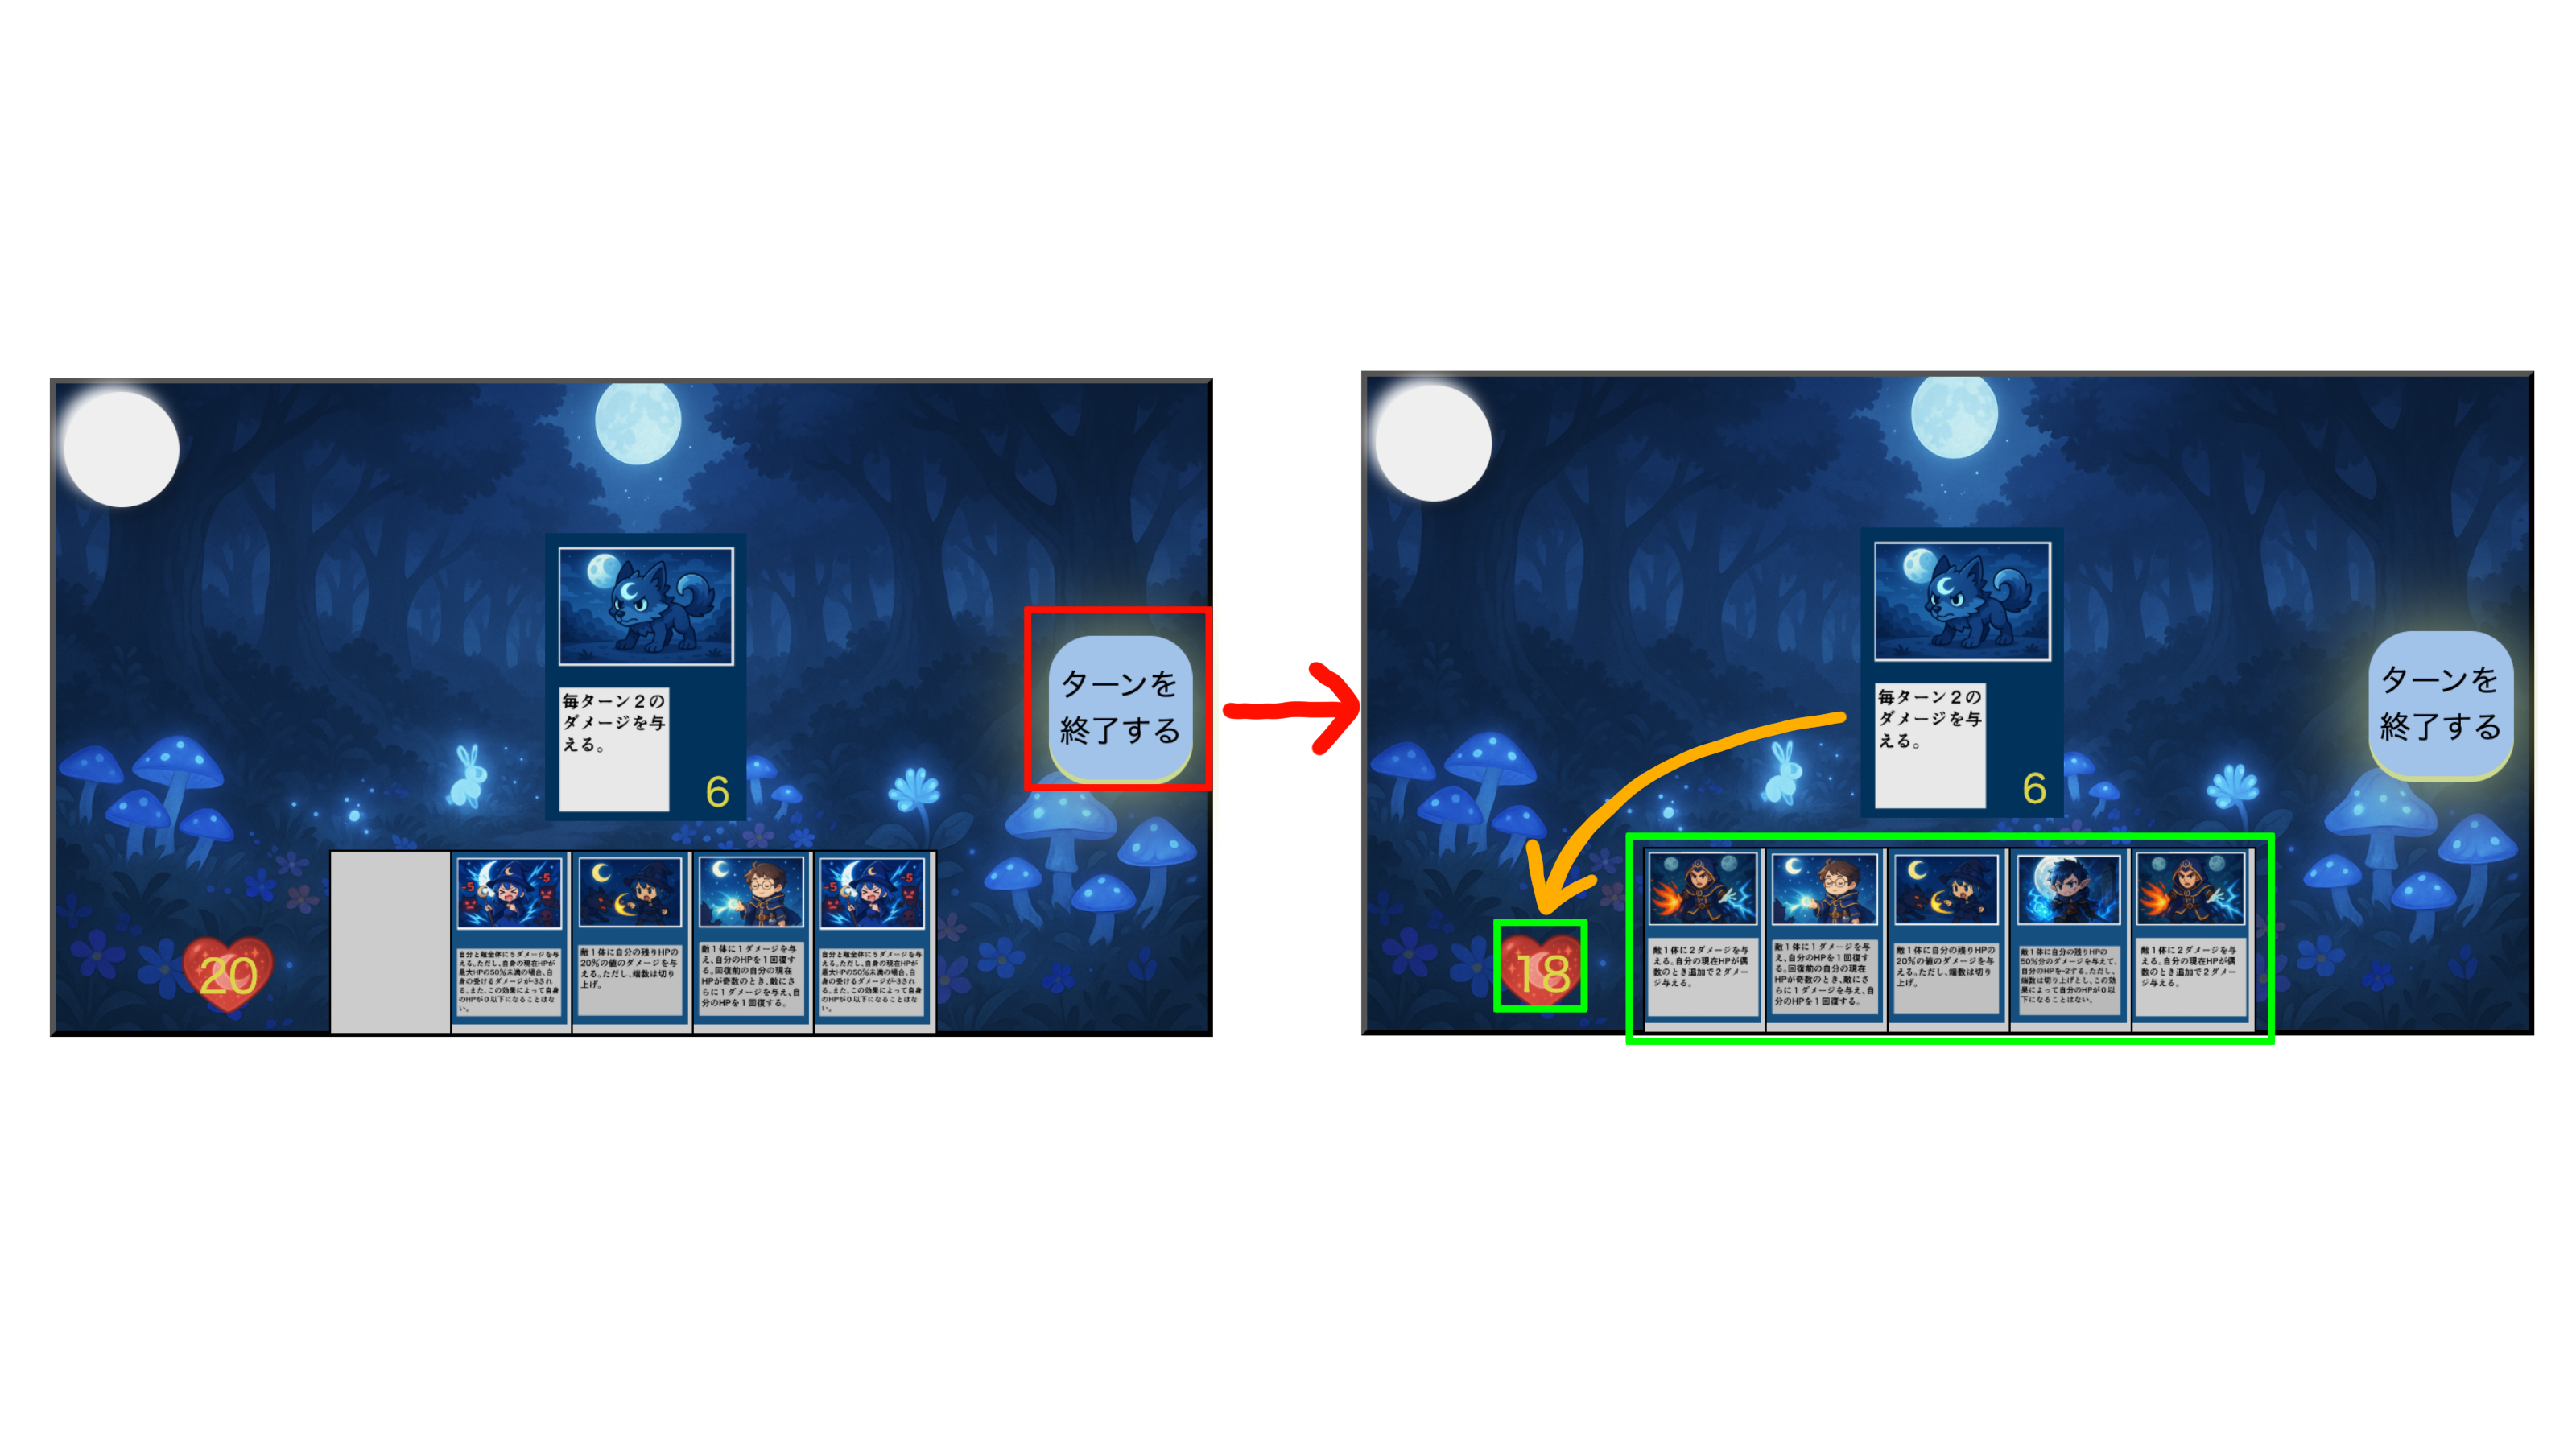 毎ターン２の
ダメージを与
える。
6
ターンを
終了する
20
-5
-5
自分と敵全体に５ダメージを与
える。ただし、自身の現在HPが
最大HPの50%未満の場合、自
身の受けるダメージが-3され
る。また、この効果によって自身
のHPが０以下になることはな
い。
敵１体に自分の残りHPの
20%の値のダメージを与
える。ただし、端数は切り
上げ。
敵１体に１ダメージを与
え、自分のHPを１回復す
る。回復前の自分の現在
HPが奇数のとき、敵にさ
らに１ダメージを与え、自
分のHPを１回復する。
-5
-5
自分と敵全体に５ダメージを与
える。ただし、自身の現在HPが
最大HPの50%未満の場合、自
身の受けるダメージが-3され
る。また、この効果によって自身
のHPが０以下になることはな
い。
毎ターン２の
ダメージを与
える。
6
ターンを
終了する
18
敵１体に２ダメージを与
える。自分の現在HPが偶
数のとき追加で２ダメー
ジ与える。
敵１体に１ダメージを与
え、自分のHPを１回復す
る。回復前の自分の現在
HPが奇数のとき、敵にさ
らに１ダメージを与え、自
分のHPを１回復する。
敵１体に自分の残りHPの
20%の値のダメージを与
える。ただし、端数は切り
上げ。
敵１体に自分の残りHPの
50%分のダメージを与えて、
自分のHPを-2する。ただし、
端数は切り上げとし、この効
果によって自分のHPが０以
下になることはない。
敵１体に２ダメージを与
える。自分の現在HPが偶
数のとき追加で２ダメー
ジ与える。